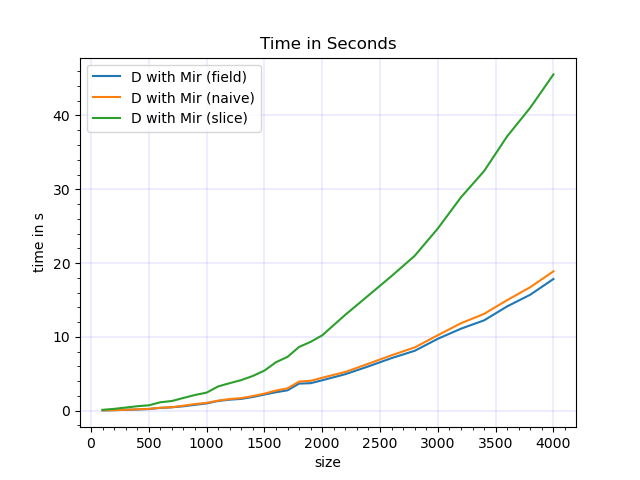 Time in Seconds
D with Mir (field)
D with Mir (naive)
D with Mir (slice)
40
30
20
10
0
time in s
0 500 1000 1500 2000 2500 3000 3500 4000
size